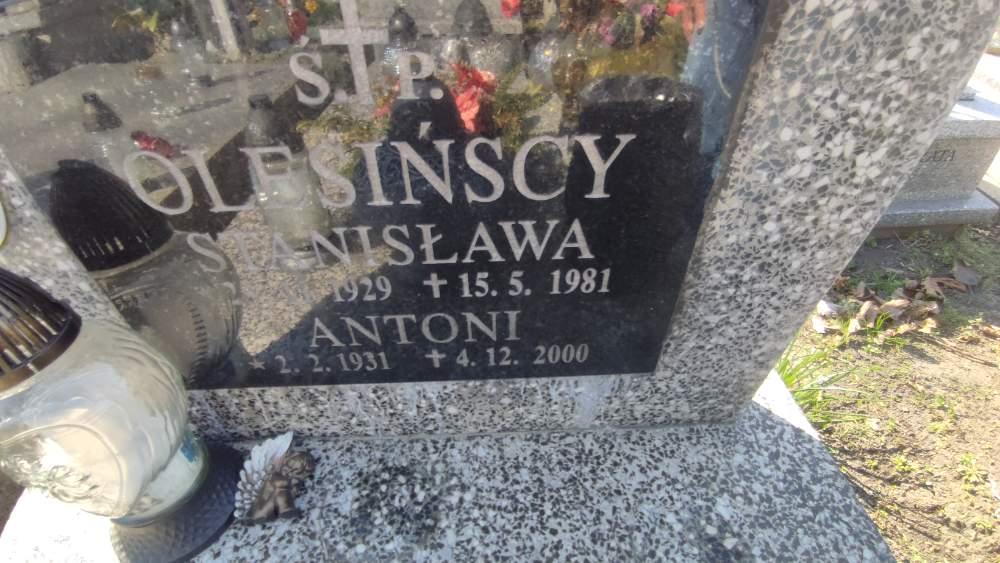 Ś.†P.
OLESIŃSCY
STANISŁAWA
1929 † 15. 5. 1981
ANTONI
★ 2. 2. 1931 † 4. 12. 2000